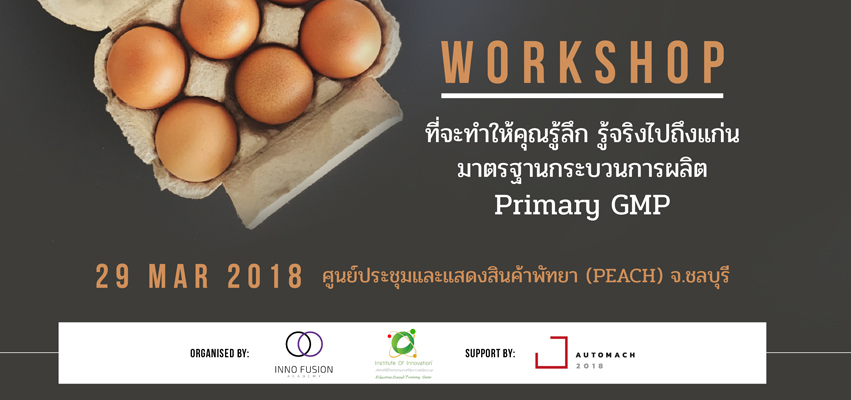 WORKSHOP
ที่จะทำให้คุณรู้ลึก รู้จริงไปถึงแก่น
มาตรฐานกระบวนการผลิต
Primary GMP
29 MAR 2018 ศูนย์ประชุมและแสดงสินค้าพัทยา (PEACH) จ.ชลบุรี
ORGANISED BY:
INNO FUSION
ACADEMY
Institute Of Innovation
SUPPORT BY:
AUTOMACH
2018